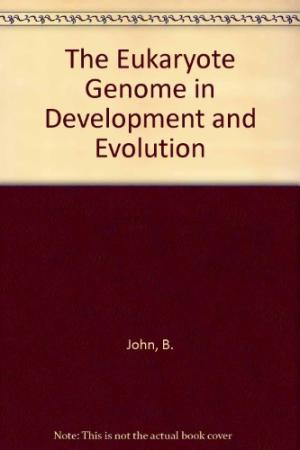 The Eukaryote
Genome in
Development and
Evolution
John, B.
Note: This is not the actual book cover